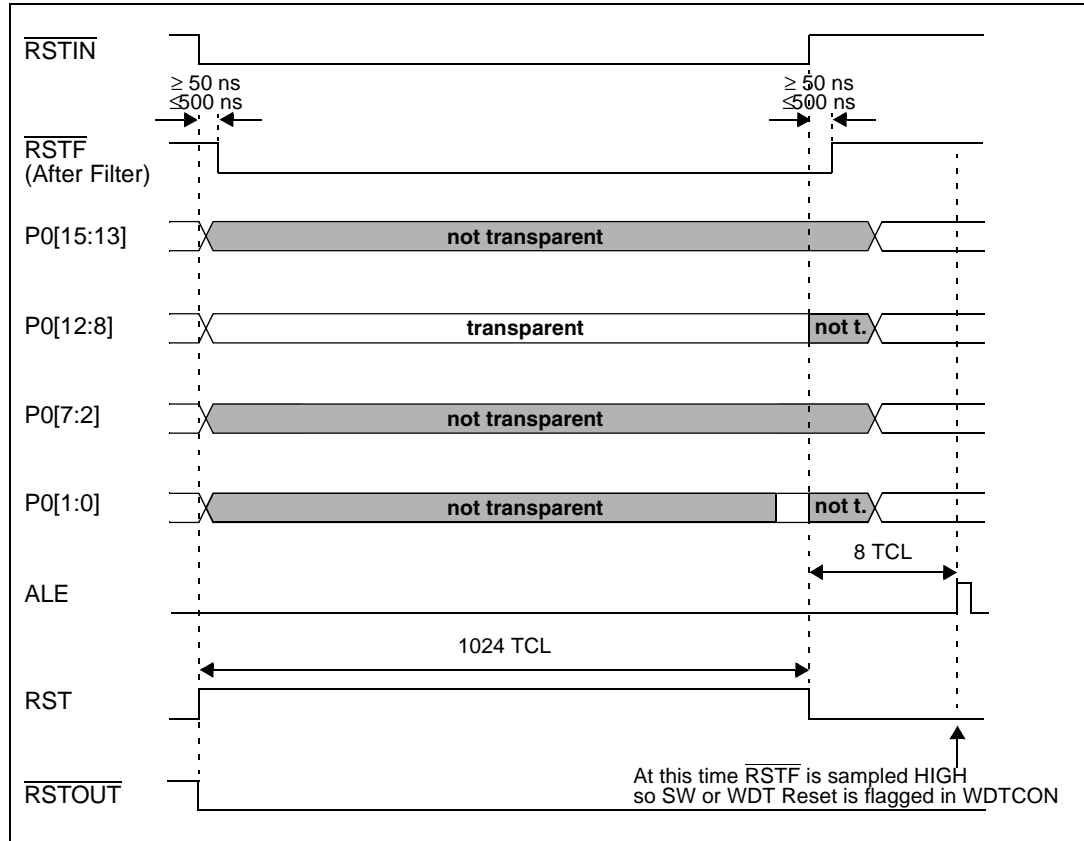 RSTIN
≥ 50 ns
≤500 ns
≥ 50 ns
≤500 ns
RSTF
(After Filter)
P0[15:13]
not transparent
P0[12:8]
transparent
not t.
P0[7:2]
not transparent
P0[1:0]
not transparent
not t.
8 TCL
ALE
1024 TCL
RST
At this time RSTF is sampled HIGH
so SW or WDT Reset is flagged in WDTCON
RSTOUT